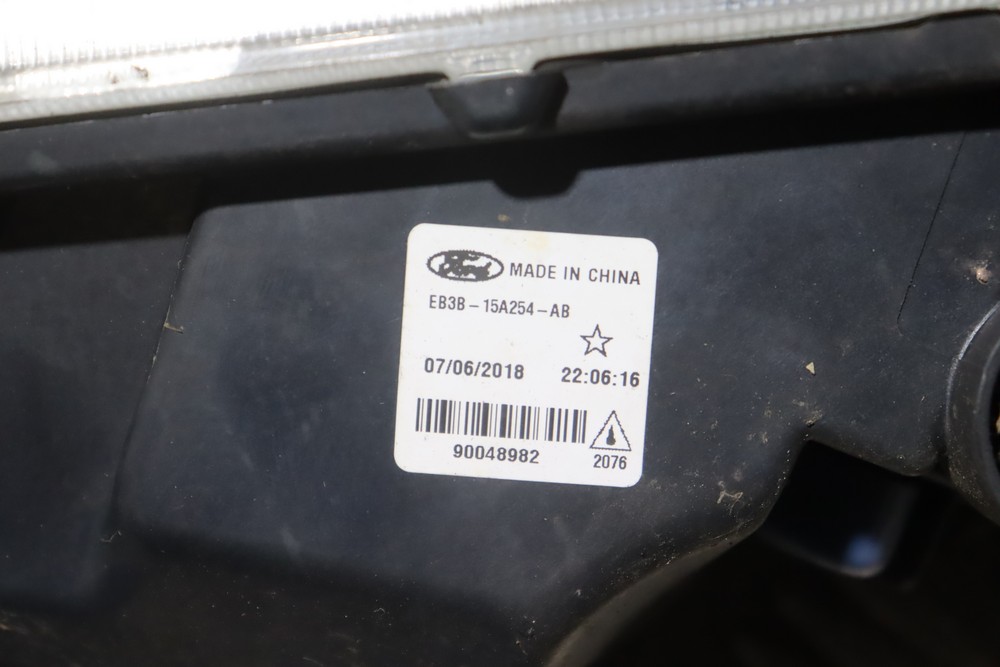 Ford MADE IN CHINA
EB3B-15A254-AB
07/06/2018 22:06:16
90048982
2076